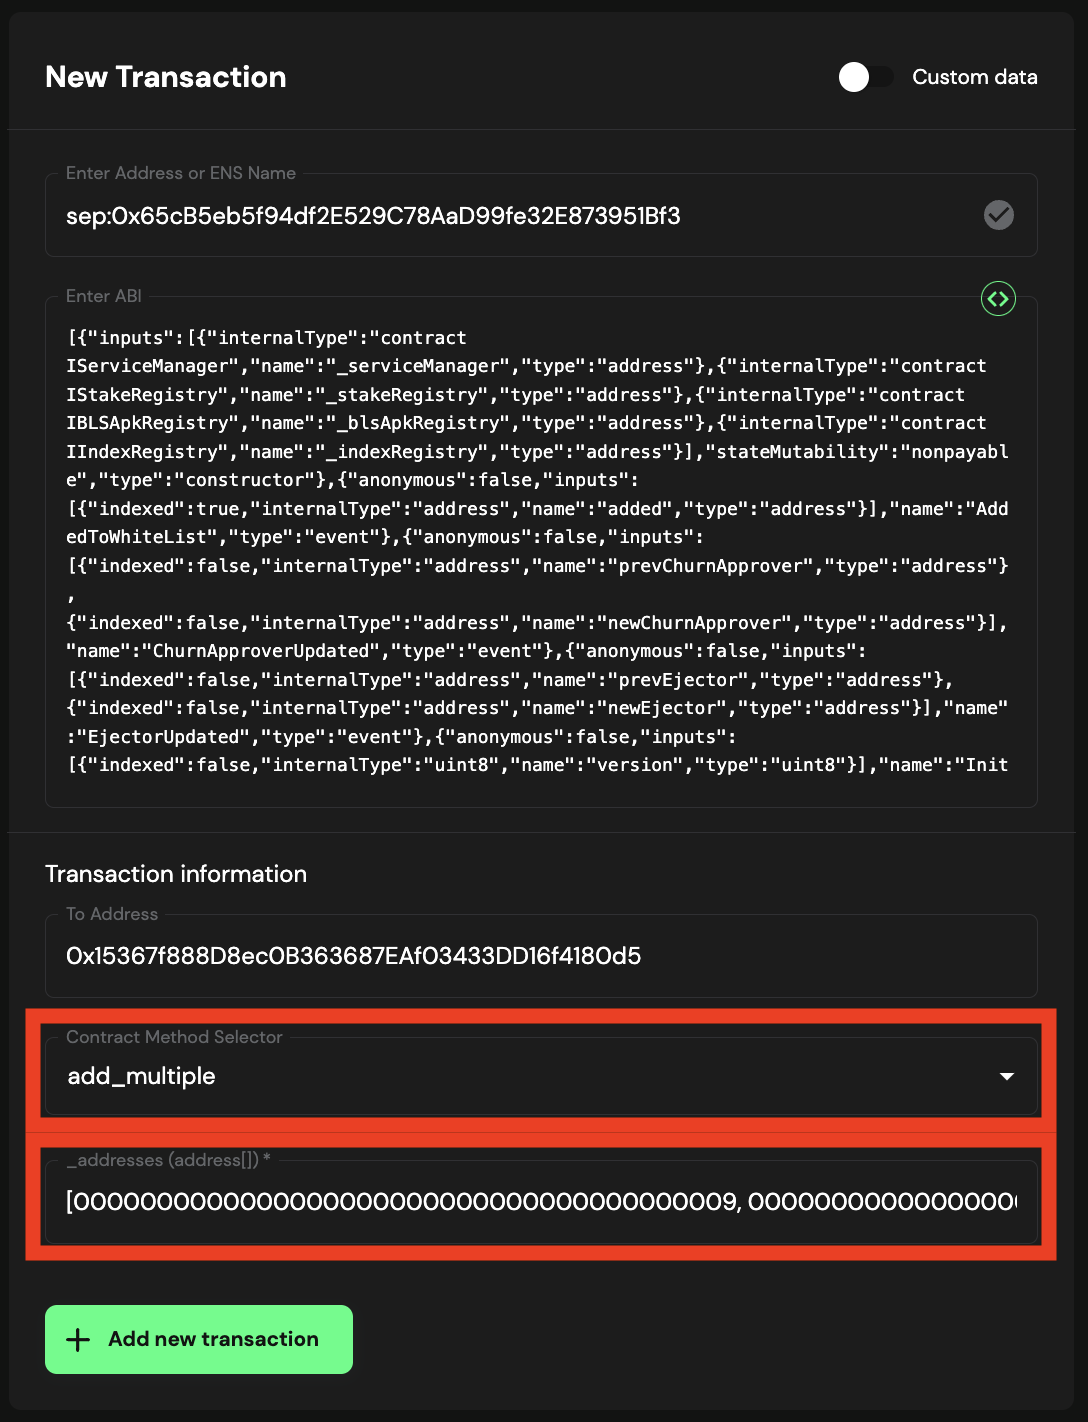 New Transaction
Custom data
Enter Address or ENS Name
sep:0x65cB5eb5f94df2E529C78AaD99fe32E873951Bf3
Enter ABI
[{"inputs":[{"internalType":"contract
IServiceManager","name":"_serviceManager","type":"address"},{"internalType":"contract
IStakeRegistry","name":"_stakeRegistry","type":"address"},{"internalType":"contract
IBLSApkRegistry","name":"_blsApkRegistry","type":"address"},{"internalType":"contract
IIndexRegistry","name":"_indexRegistry","type":"address"}],"stateMutability":"nonpayabl
e","type":"constructor"},{"anonymous":false,"inputs":
[{"indexed":true,"internalType":"address","name":"added","type":"address"}],"name":"Add
edToWhiteList","type":"event"},{"anonymous":false,"inputs":
[{"indexed":false,"internalType":"address","name":"prevChurnApprover","type":"address"}
,
{"indexed":false,"internalType":"address","name":"newChurnApprover","type":"address"}],
"name":"ChurnApproverUpdated","type":"event"},{"anonymous":false,"inputs":
[{"indexed":false,"internalType":"address","name":"prevEjector","type":"address"},
{"indexed":false,"internalType":"address","name":"newEjector","type":"address"}],"name"
:"EjectorUpdated","type":"event"},{"anonymous":false,"inputs":
[{"indexed":false,"internalType":"uint8","name":"version","type":"uint8"}],"name":"Init
Transaction information
To Address
0x15367f888D8ec0B363687EAf03433DD16f4180d5
Contract Method Selector
add_multiple
_addresses (address[]) *
[0000000000000000000000000000000000000009, 0000000000000000
Add new transaction